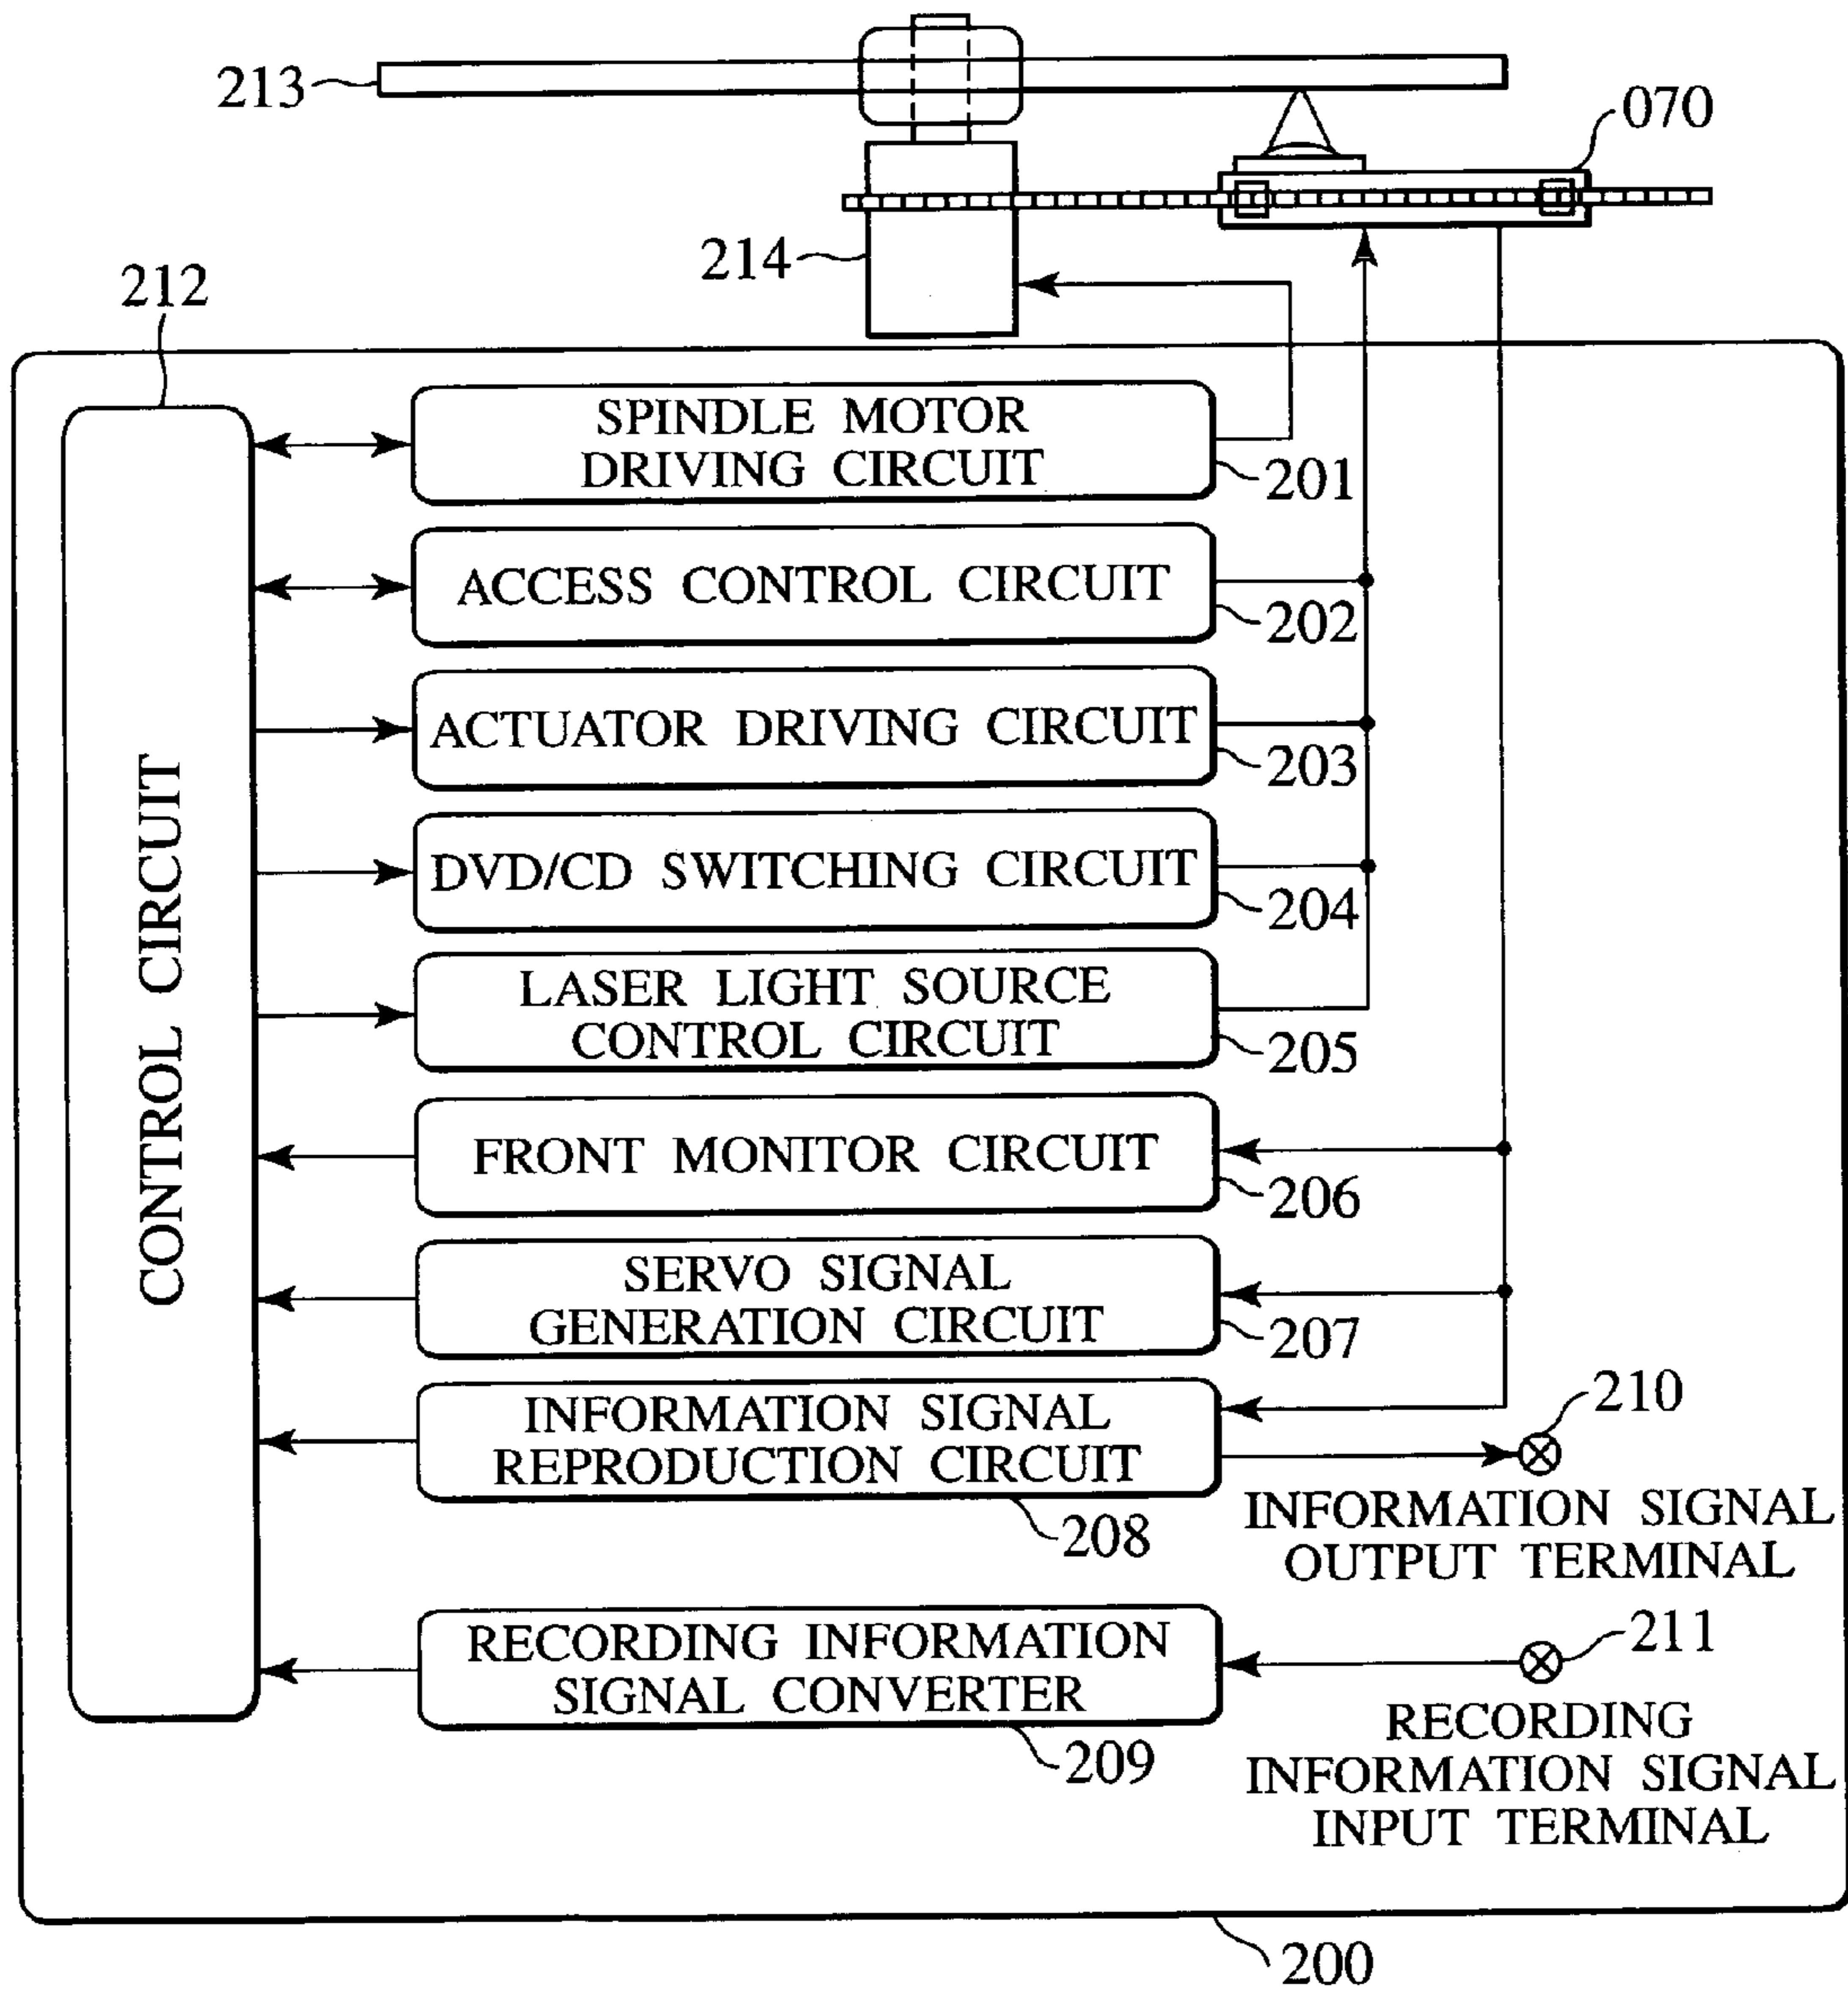 213
070
214
212
SPINDLE MOTOR
DRIVING CIRCUIT
201
ACCESS CONTROL CIRCUIT
202
ACTUATOR DRIVING CIRCUIT
203
DVD/CD SWITCHING CIRCUIT
204
LASER LIGHT SOURCE
CONTROL CIRCUIT
205
CONTROL CIRCUIT
FRONT MONITOR CIRCUIT
206
SERVO SIGNAL
GENERATION CIRCUIT
207
INFORMATION SIGNAL
REPRODUCTION CIRCUIT
208
210
INFORMATION SIGNAL
OUTPUT TERMINAL
RECORDING INFORMATION
SIGNAL CONVERTER
209
211
RECORDING
INFORMATION SIGNAL
INPUT TERMINAL
200